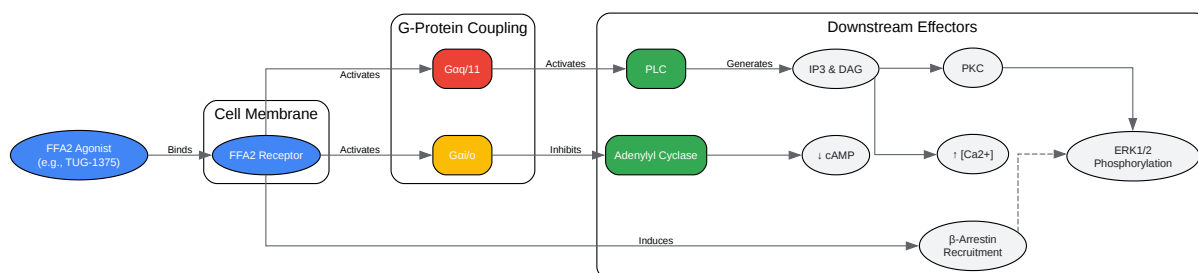 G-Protein Coupling
Downstream Effectors
Gαq/11
PLC
Generates
IP3 & DAG
PKC
Activates
Activates
Cell Membrane
FFA2 Agonist
(e.g., TUG-1375)
Binds
FFA2 Receptor
Activates
Gαi/o
Inhibits
Adenylyl Cyclase
↓ cAMP
↑ [Ca2+]
ERK1/2
Phosphorylation
Induces
β-Arrestin
Recruitment